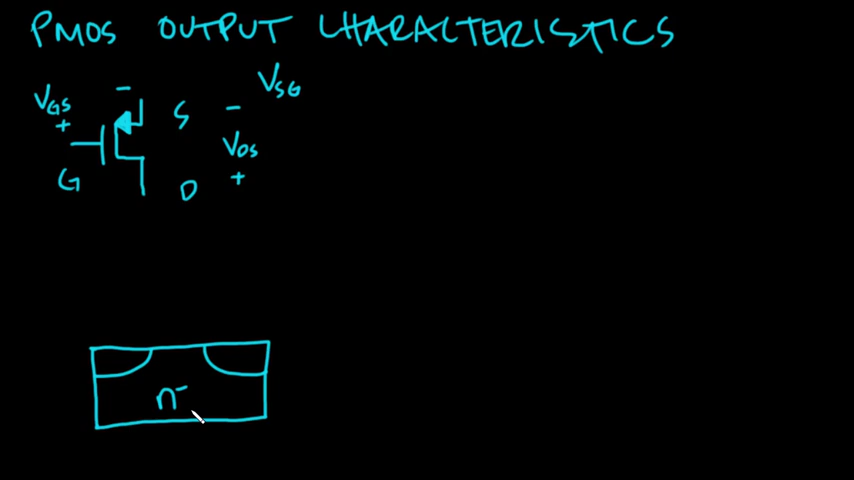 PMOS OUTPUT CHARACTERISTICS
VGS - VSG
+ S -
VDS
G D +
n-